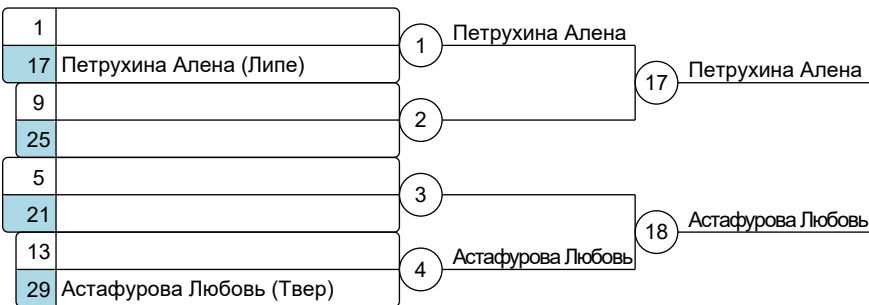 1
1 Петрухина Алена
17 Петрухина Алена (Липе)
17 Петрухина Алена
9
2
25
5
3
21
18 Астафурова Любовь
13
4 Астафурова Любовь
29 Астафурова Любовь (Твер)